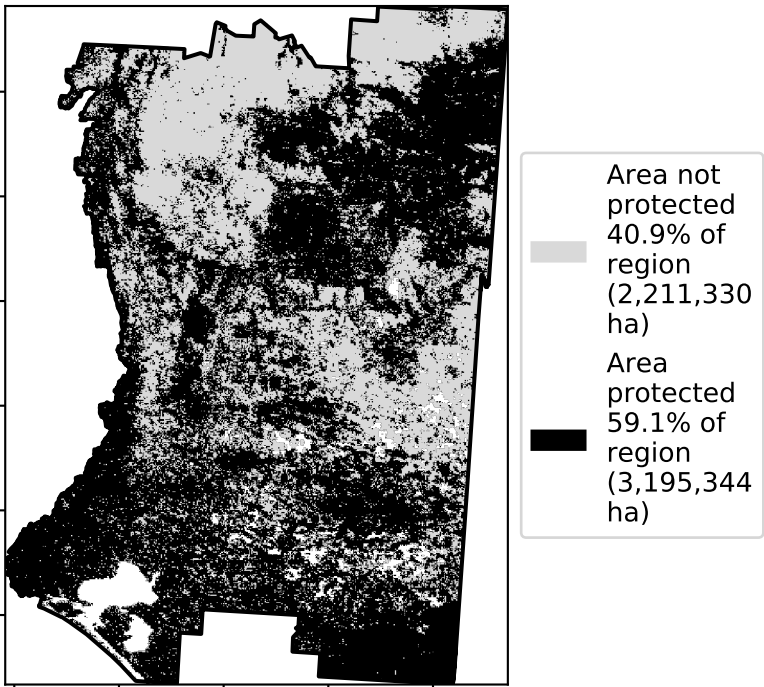 Area not
protected
40.9% of
region
(2,211,330
ha)
Area
protected
59.1% of
region
(3,195,344
ha)